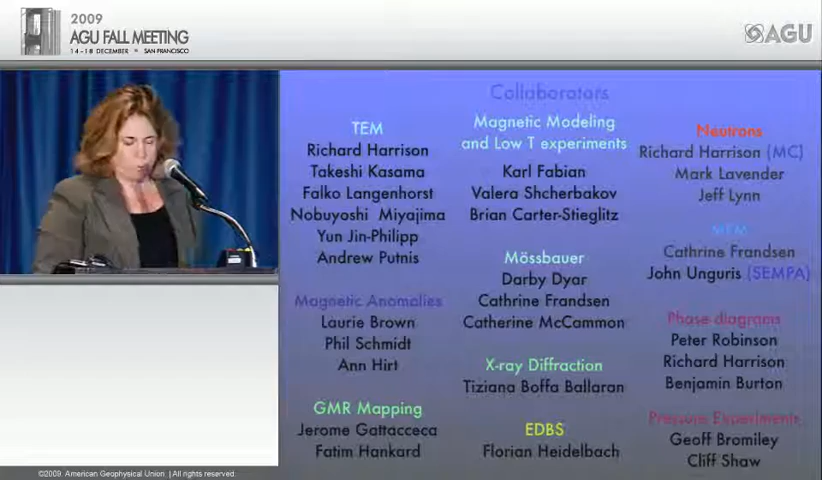 2009
AGU FALL MEETING
14-18 DECEMBER • SAN FRANCISCO
AGU
Collaborators
TEM
Richard Harrison
Takeshi Kasama
Falko Langenhorst
Nobuyoshi Miyajima
Yun Jin-Philipp
Andrew Putnis
Magnetic Anomalies
Laurie Brown
Phil Schmidt
Ann Hirt
GMR Mapping
Jerome Gattacceca
Fatim Hankard
Magnetic Modeling
and Low T experiments
Karl Fabian
Valera Shcherbakov
Brian Carter-Stieglitz
Mössbauer
Darby Dyar
Cathrine Frandsen
Catherine McCammon
X-ray Diffraction
Tiziana Boffa Ballaran
EDBS
Florian Heidelbach
Neutrons
Richard Harrison (MC)
Mark Lavender
Jeff Lynn
MFM
Cathrine Frandsen
John Unguris (SEMPA)
Phase diagrams
Peter Robinson
Richard Harrison
Benjamin Burton
Pressure Experiments
Geoff Bromiley
Cliff Shaw
©2009. American Geophysical Union. | All rights reserved.